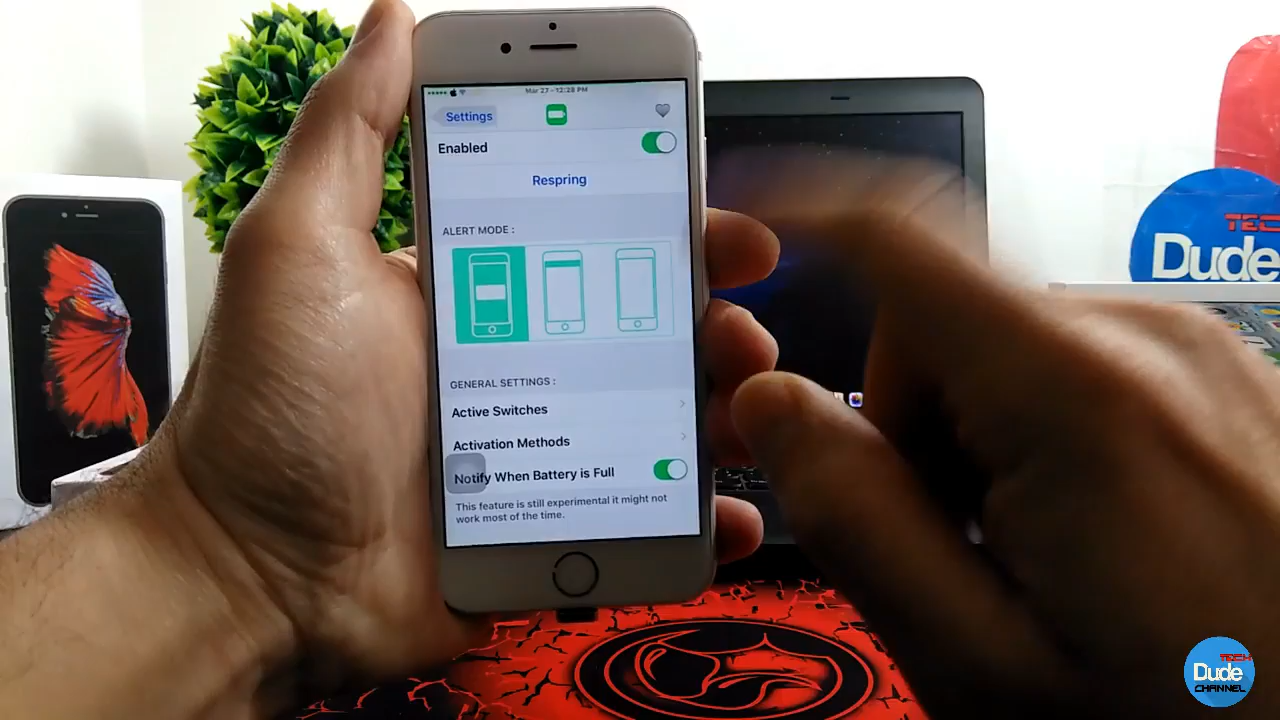 Mar 27 - 12:28 PM
Settings
Enabled
Respring
ALERT MODE :
GENERAL SETTINGS :
Active Switches
Activation Methods
Notify When Battery is Full
This feature is still experimental it might not
work most of the time.
TEC
Dude
TECH
Dude
CHANNEL